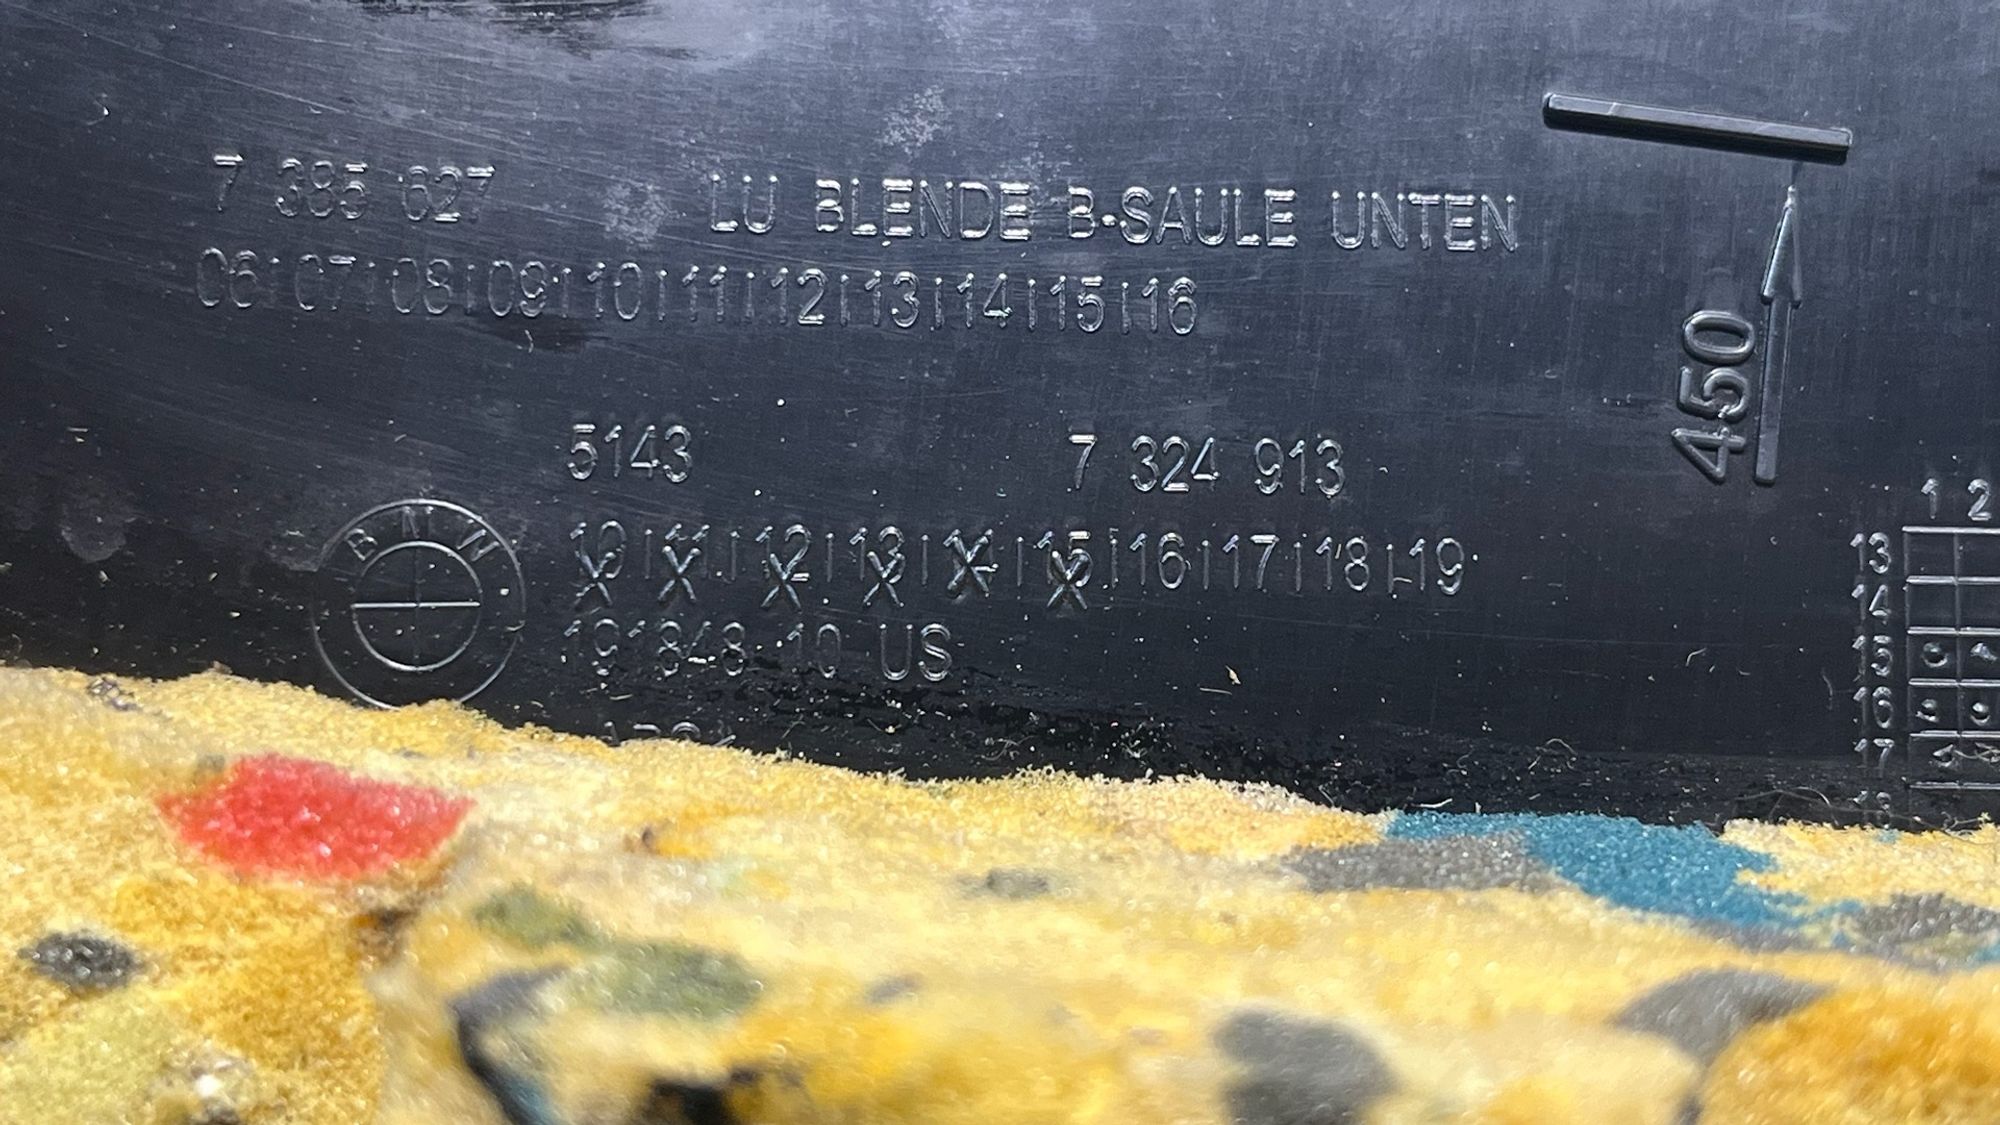 7 385 627 LU BLENDE B-SAULE UNTEN
06|07|08|09|10|11|12|13|14|15|16
450
5143 7 324 913
BMW
10|11|12|13|14|15|16|17|18|19
X X X X X X
191848 10 US
1 2
13
14
15
16
17